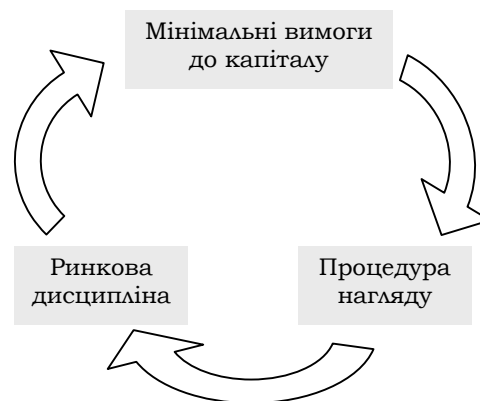 Мінімальні вимоги
до капіталу
Ринкова
дисципліна
Процедура
нагляду